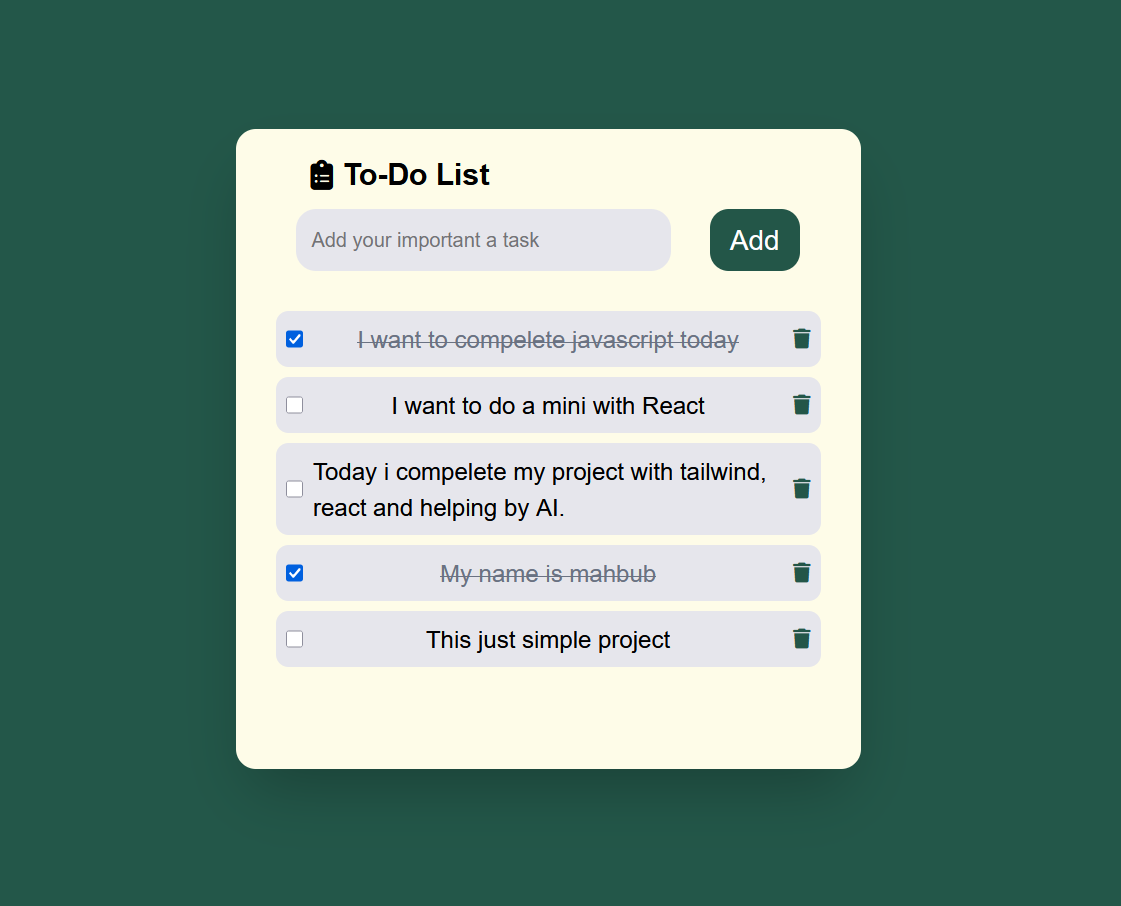 To-Do List
Add your important a task
Add
I want to compelete javascript today
I want to do a mini with React
Today i compelete my project with tailwind,
react and helping by AI.
My name is mahbub
This just simple project